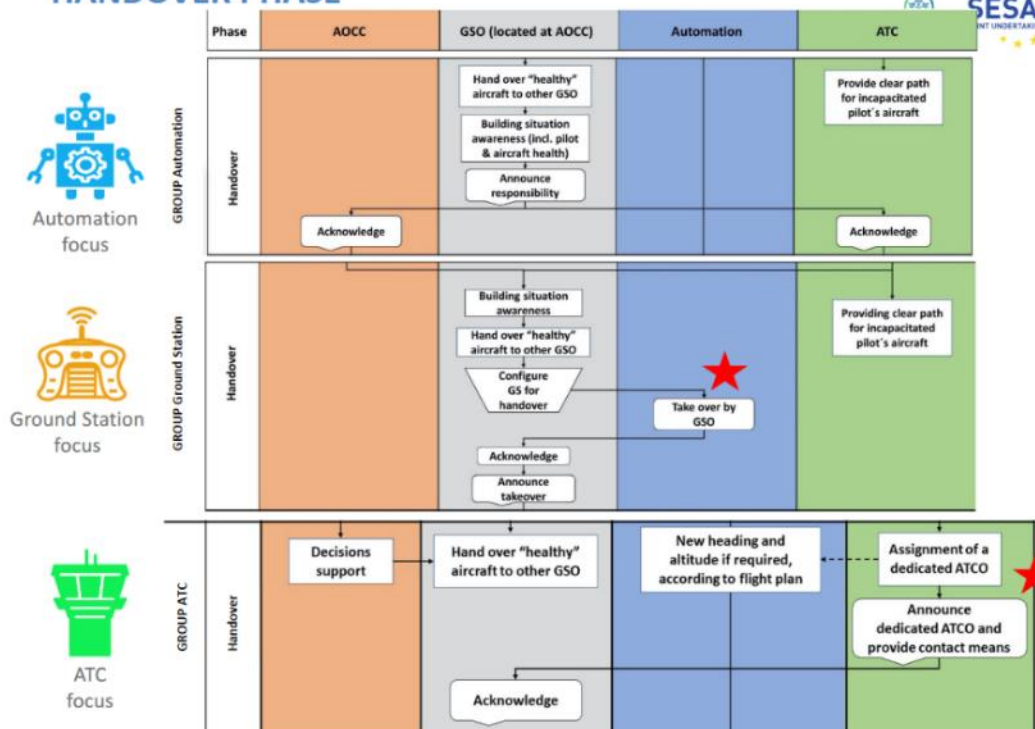 HANDOVER PHASE
SESA
INT UNDERTAKIN
Phase
AOCC
GSO (located at AOCC)
Automation
ATC
Automation
focus
GROUP Automation
Handover
Hand over "healthy"
aircraft to other GSO
Building situation
awareness (incl. pilot
& aircraft health)
Announce
responsibility
Provide clear path
for incapacitated
pilot´s aircraft
Acknowledge
Acknowledge
Ground Station
focus
GROUP Ground Station
Handover
Building situation
awareness
Hand over "healthy"
aircraft to other GSO
Configure
GS for
handover
Take over by
GSO
Acknowledge
Announce
takeover
Providing clear path
for incapacitated
pilot´s aircraft
ATC
focus
GROUP ATC
Handover
Decisions
support
Hand over "healthy"
aircraft to other GSO
New heading and
altitude if required,
according to flight plan
Assignment of a
dedicated ATCO
Announce
dedicated ATCO and
provide contact means
Acknowledge